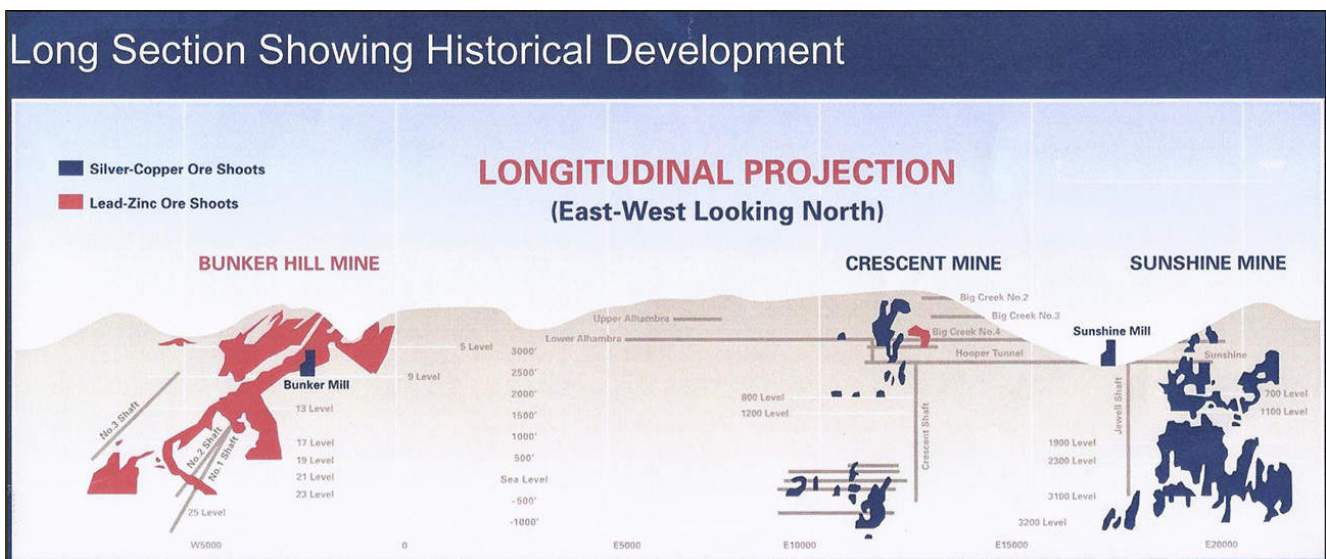 Long Section Showing Historical Development
Silver-Copper Ore Shoots
Lead-Zinc Ore Shoots
LONGITUDINAL PROJECTION
(East-West Looking North)
BUNKER HILL MINE
CRESCENT MINE
SUNSHINE MINE
Big Creek No.2
Big Creek No.3
Big Creek No.4
Upper Alhambra
Lower Alhambra
Hooper Tunnel
Sunshine Mill
Sunshine
Bunker Mill
5 Level
9 Level
13 Level
17 Level
19 Level
21 Level
23 Level
25 Level
No.3 Shaft
No.2 Shaft
No.1 Shaft
3000'
2500'
2000'
1500'
1000'
500'
Sea Level
-500'
-1000'
800 Level
1200 Level
Crescent Shaft
Jewell Shaft
700 Level
1100 Level
1900 Level
2300 Level
3100 Level
3200 Level
W5000
0
E5000
E10000
E15000
E20000